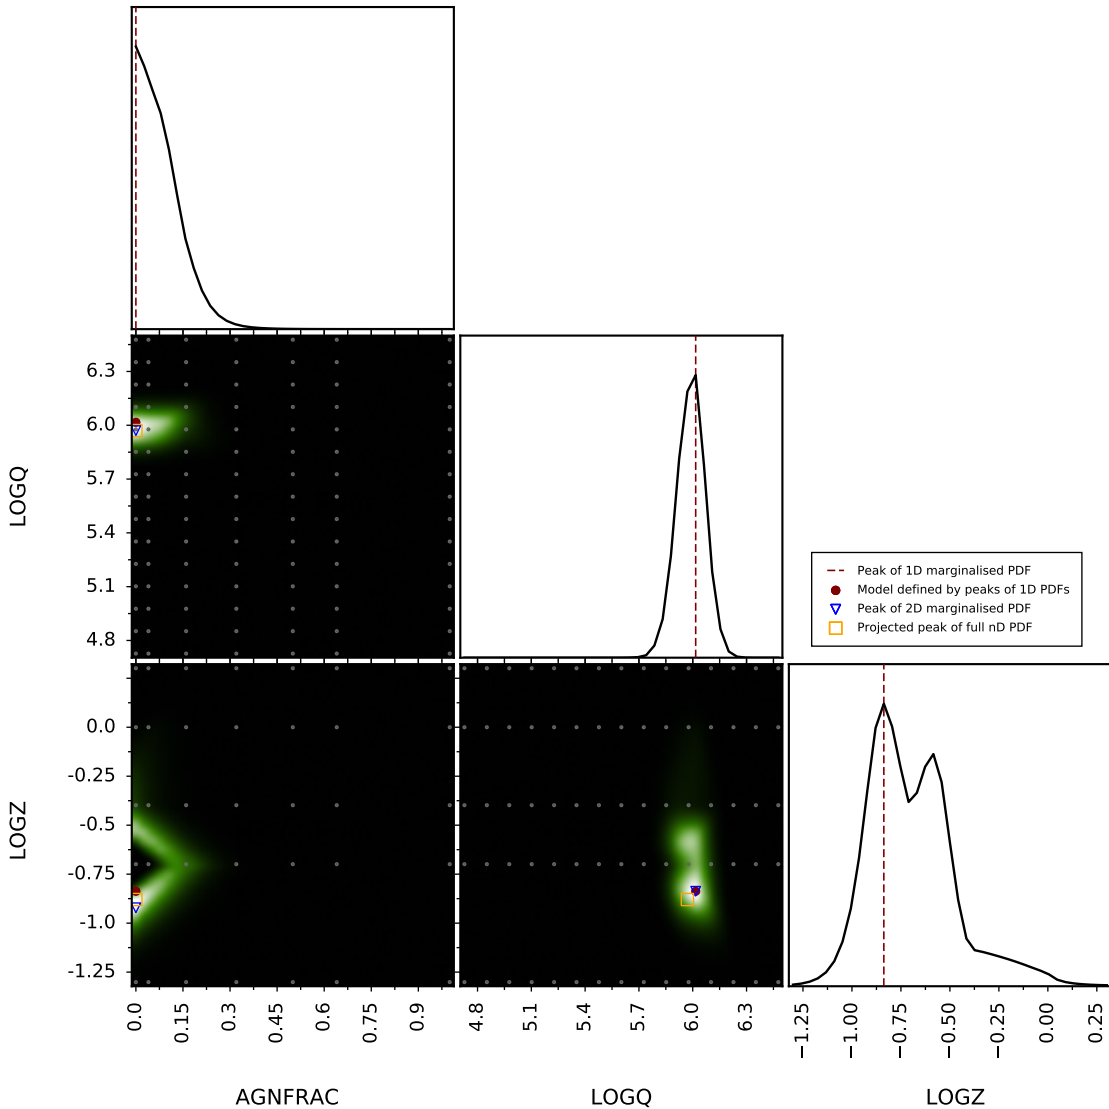 LOGQ
6.3
6.0
5.7
5.4
5.1
4.8
Peak of 1D marginalised PDF
Model defined by peaks of 1D PDFs
Peak of 2D marginalised PDF
Projected peak of full nD PDF
LOGZ
0.0
-0.25
-0.5
-0.75
-1.0
-1.25
0.0 0.15 0.3 0.45 0.6 0.75 0.9
4.8 5.1 5.4 5.7 6.0 6.3
−1.25 −1.00 −0.75 −0.50 −0.25 0.00 0.25
AGNFRAC LOGQ LOGZ